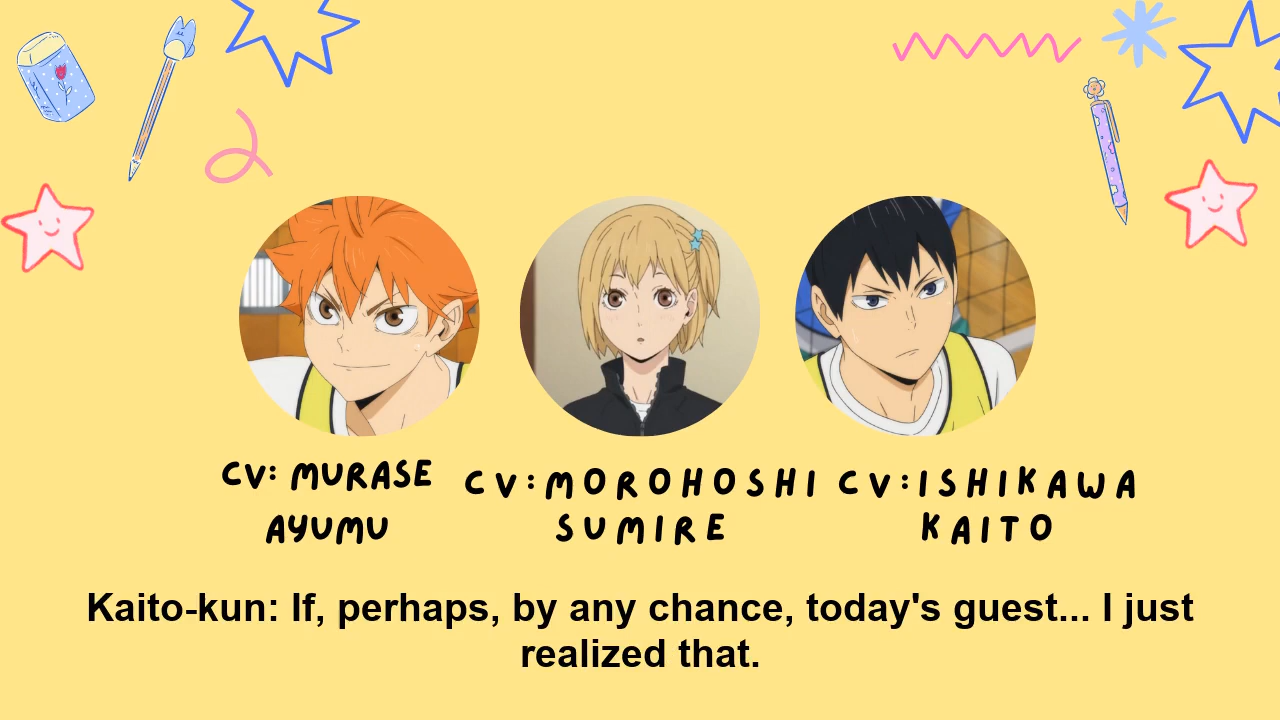 CV: MURASE
AYUMU
CV:MOROHOSHI
SUMIRE
CV:ISHIKAWA
KAITO
Kaito-kun: If, perhaps, by any chance, today's guest... I just
realized that.